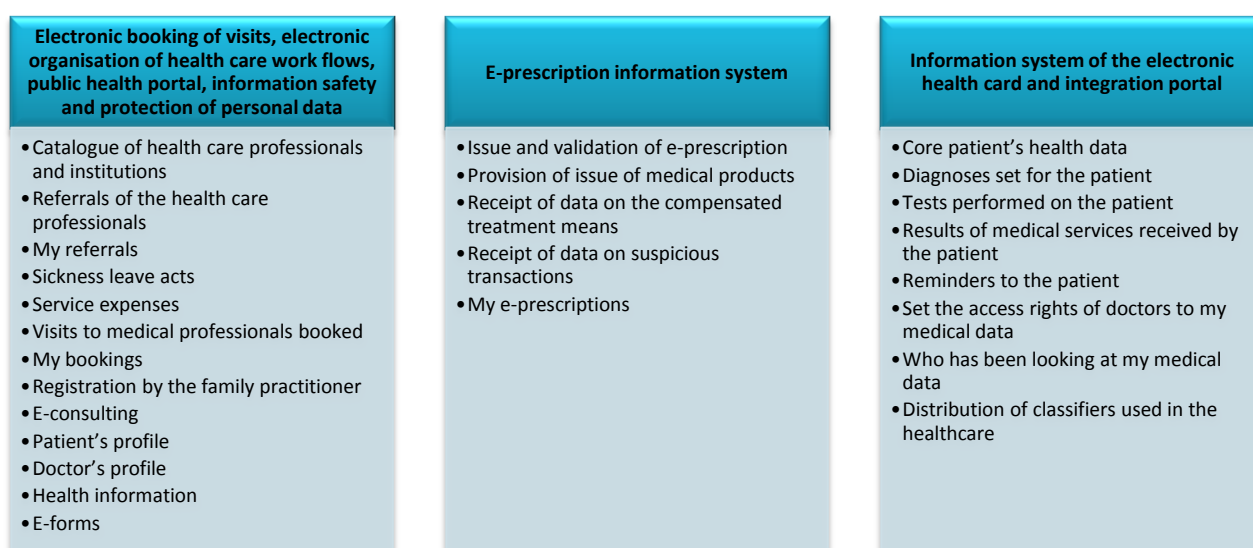 Electronic booking of visits, electronic
organisation of health care work flows,
public health portal, information safety
and protection of personal data
•Catalogue of health care professionals
and institutions
•Referrals of the health care
professionals
•My referrals
•Sickness leave acts
•Service expenses
•Visits to medical professionals booked
•My bookings
•Registration by the family practitioner
•E-consulting
•Patient's profile
•Doctor's profile
•Health information
•E-forms
E-prescription information system
•Issue and validation of e-prescription
•Provision of issue of medical products
•Receipt of data on the compensated
treatment means
•Receipt of data on suspicious
transactions
•My e-prescriptions
Information system of the electronic
health card and integration portal
•Core patient's health data
•Diagnoses set for the patient
•Tests performed on the patient
•Results of medical services received by
the patient
•Reminders to the patient
•Set the access rights of doctors to my
medical data
•Who has been looking at my medical
data
•Distribution of classifiers used in the
healthcare